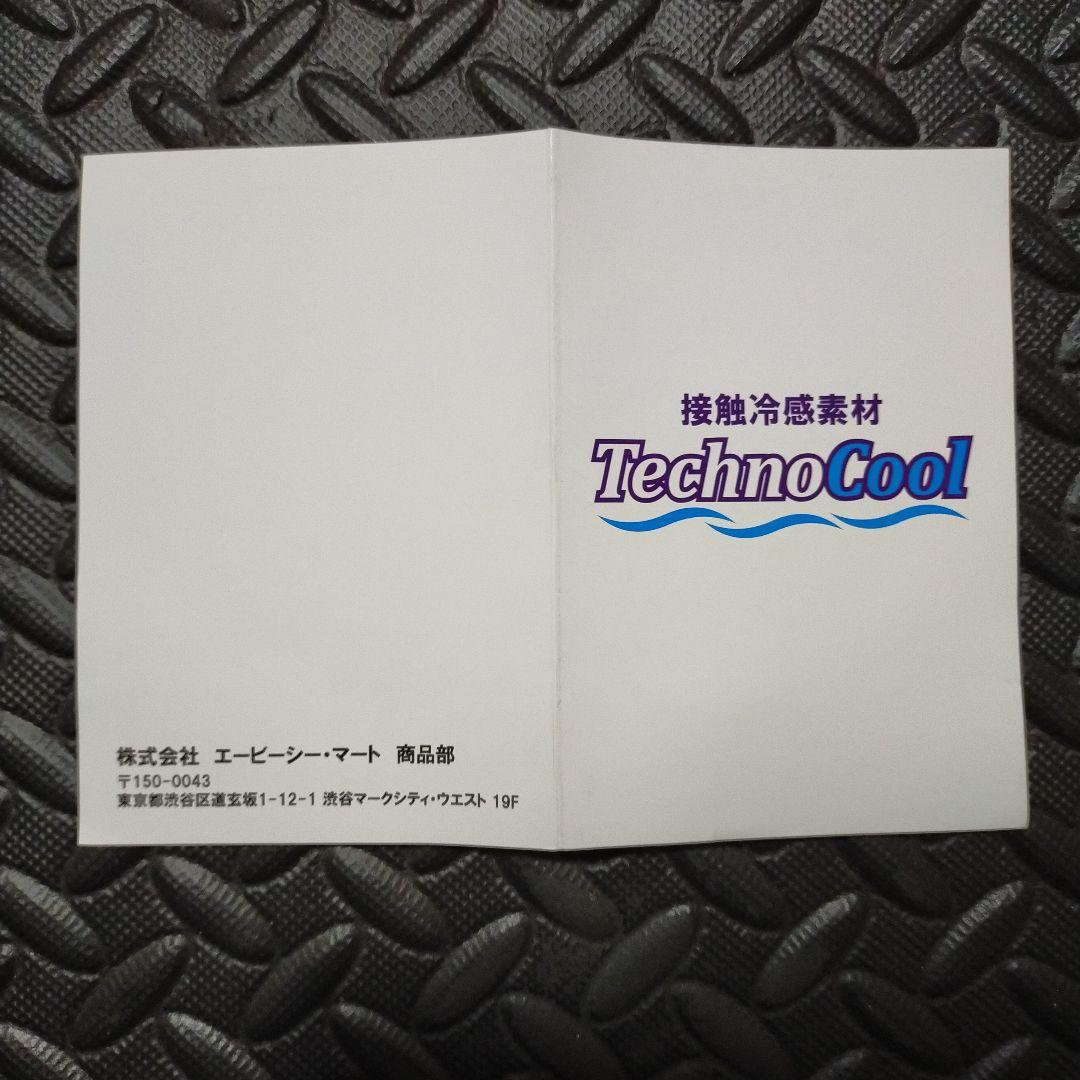 株式会社 エービーシー・マート 商品部
〒150-0043
東京都渋谷区道玄坂1-12-1 渋谷マークシティ・ウエスト 19F
接触冷感素材
TechnoCool